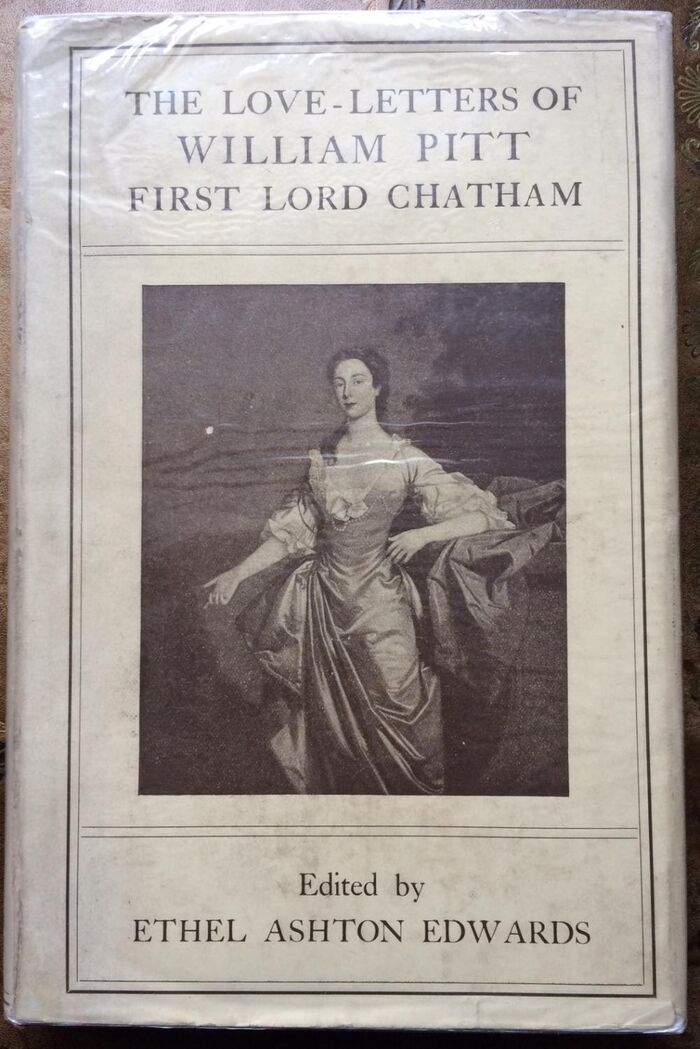 THE LOVE-LETTERS OF
WILLIAM PITT
FIRST LORD CHATHAM
Edited by
ETHEL ASHTON EDWARDS